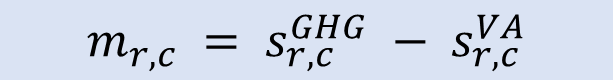 m_{r,c} = s_{r,c}^{GHG} − s_{r,c}^{VA}